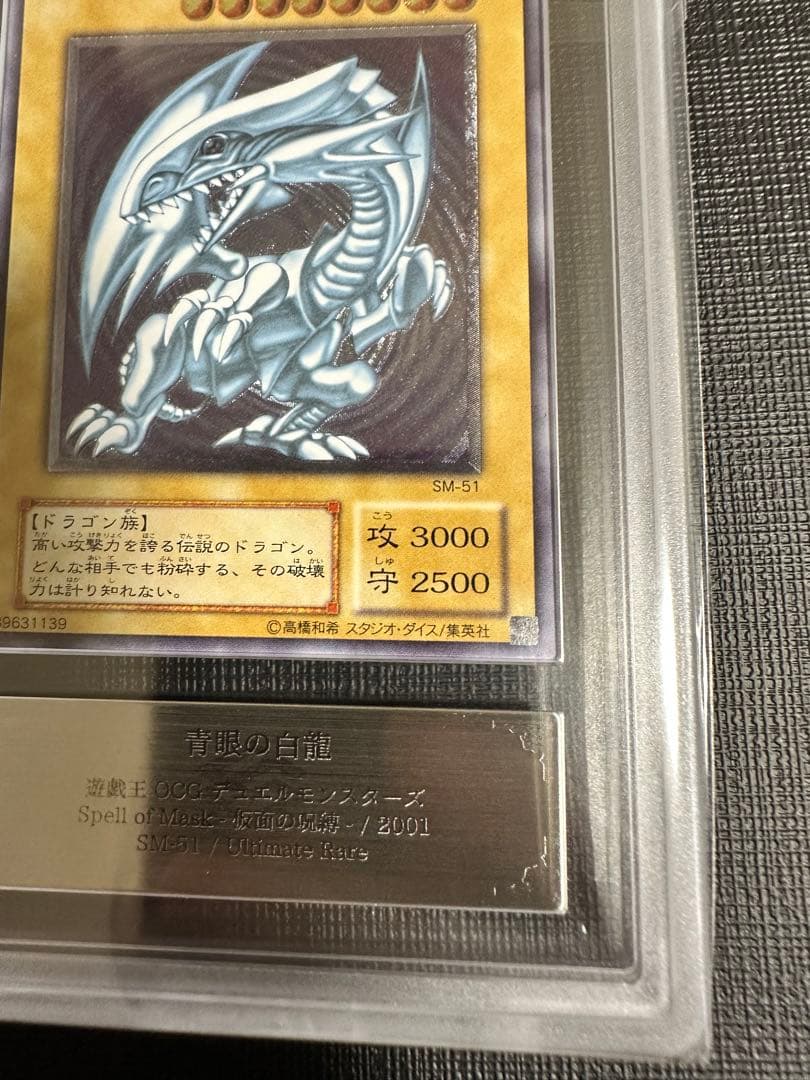 SM-51
【ドラゴン族】
高い攻撃力を誇る伝説のドラゴン。
どんな相手でも粉砕する、その破壊
力は計り知れない。
攻 3000
守 2500
9631139
©高橋和希 スタジオ・ダイス/集英社
青眼の白龍
遊戯王 OCG デュエルモンスターズ
Spell of Mask - 仮面の呪縛 - / 2001
SM-51 / Ultimate Rare